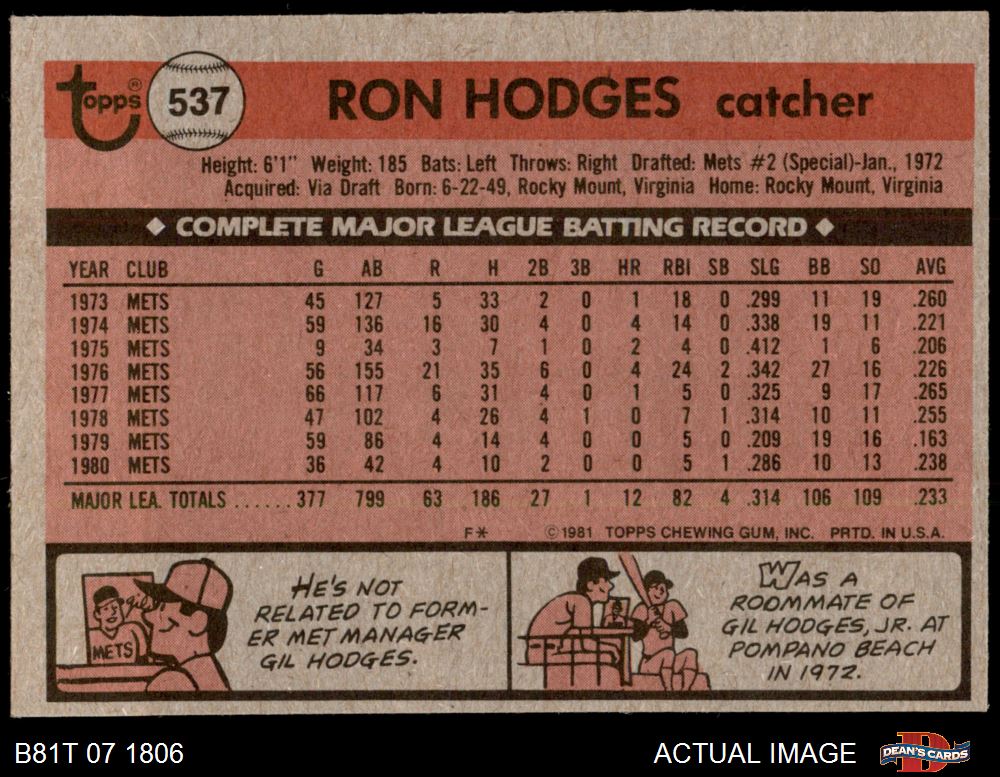 topps® 537 RON HODGES catcher
Height: 6'1" Weight: 185 Bats: Left Throws: Right Drafted: Mets #2 (Special)-Jan., 1972
Acquired: Via Draft Born: 6-22-49, Rocky Mount, Virginia Home: Rocky Mount, Virginia
◆ COMPLETE MAJOR LEAGUE BATTING RECORD ◆
YEAR CLUB G AB R H 2B 3B HR RBI SB SLG BB SO AVG
1973 METS 45 127 5 33 2 0 1 18 0 .299 11 19 .260
1974 METS 59 136 16 30 4 0 4 14 0 .338 19 11 .221
1975 METS 9 34 3 7 1 0 2 4 0 .412 1 6 .206
1976 METS 56 155 21 35 6 0 4 24 2 .342 27 16 .226
1977 METS 66 117 6 31 4 0 1 5 0 .325 9 17 .265
1978 METS 47 102 4 26 4 1 0 7 1 .314 10 11 .255
1979 METS 59 86 4 14 4 0 0 5 0 .209 19 16 .163
1980 METS 36 42 4 10 2 0 0 5 1 .286 10 13 .238
MAJOR LEA. TOTALS ......377 799 63 186 27 1 12 82 4 .314 106 109 .233
F* ©1981 TOPPS CHEWING GUM, INC. PRTD. IN U.S.A.
gil
METS
HE'S NOT
RELATED TO FORM-
ER MET MANAGER
GIL HODGES.
WAS A
ROOMMATE OF
GIL HODGES, JR. AT
POMPANO BEACH
IN 1972.
B81T 07 1806 ACTUAL IMAGE DEAN'S CARDS